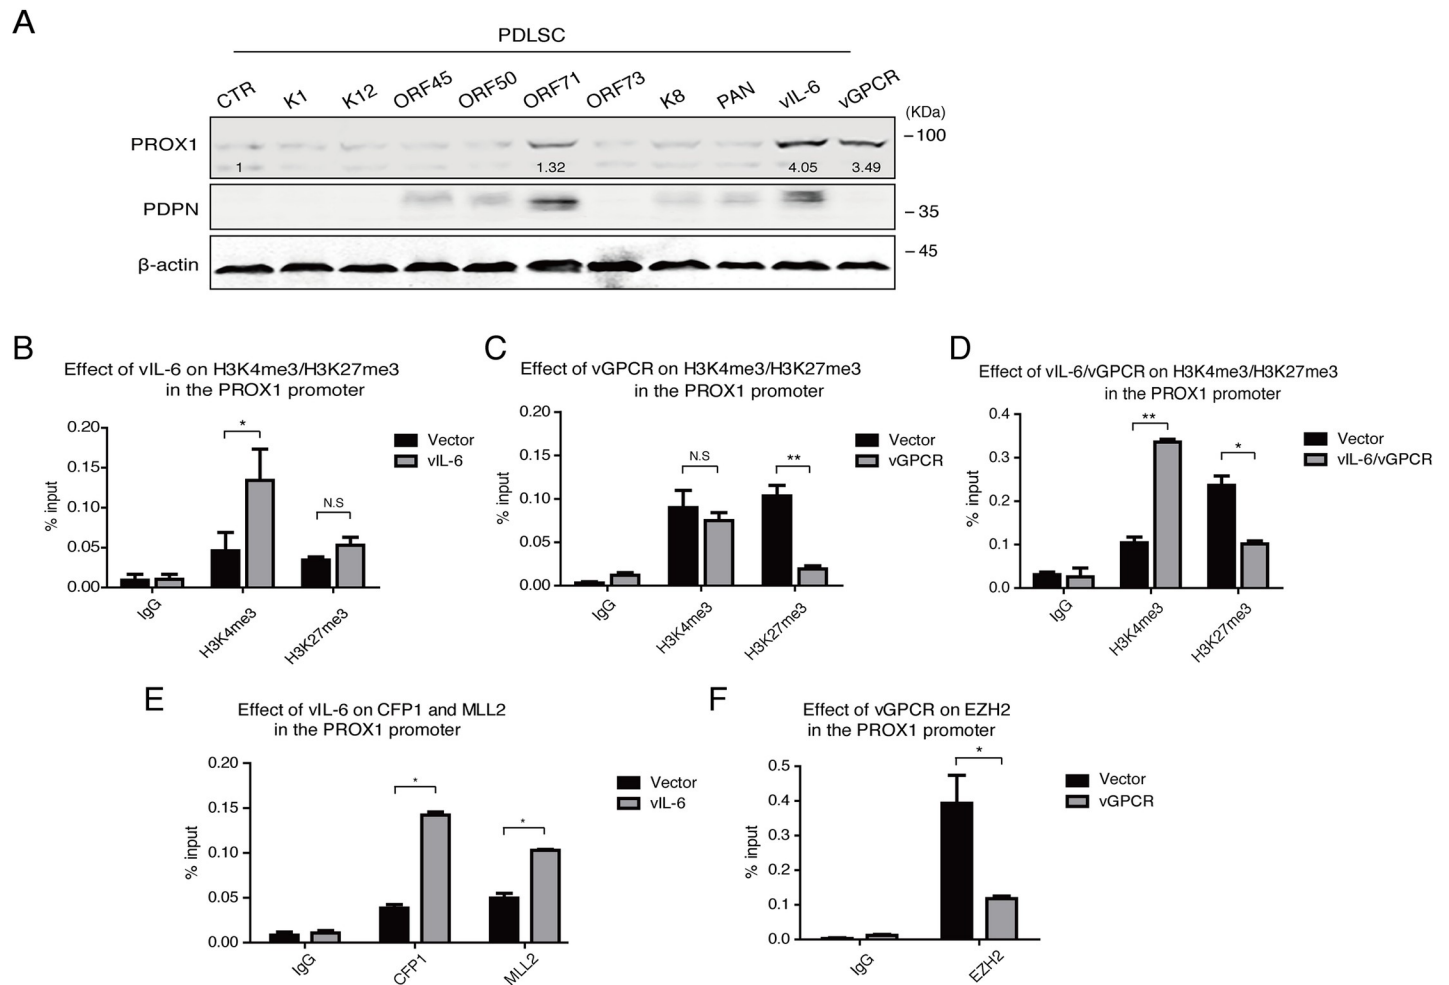 A
PDLSC
CTR K1 K12 ORF45 ORF50 ORF71 ORF73 K8 PAN vIL-6 vGPCR
(KDa)
PROX1
1 1.32 4.05 3.49
–100
PDPN
–35
β-actin
–45
B
Effect of vIL-6 on H3K4me3/H3K27me3
in the PROX1 promoter
% input
0.20
0.15
0.10
0.05
0.00
*
N.S
Vector
vIL-6
IgG
H3K4me3
H3K27me3
C
Effect of vGPCR on H3K4me3/H3K27me3
in the PROX1 promoter
% input
0.20
0.15
0.10
0.05
0.00
N.S
**
Vector
vGPCR
IgG
H3K4me3
H3K27me3
D
Effect of vIL-6/vGPCR on H3K4me3/H3K27me3
in the PROX1 promoter
% input
0.4
0.3
0.2
0.1
0.0
**
*
Vector
vIL-6/vGPCR
IgG
H3K4me3
H3K27me3
E
Effect of vIL-6 on CFP1 and MLL2
in the PROX1 promoter
% input
0.20
0.15
0.10
0.05
0.00
*
*
Vector
vIL-6
IgG
CFP1
MLL2
F
Effect of vGPCR on EZH2
in the PROX1 promoter
% input
0.5
0.4
0.3
0.2
0.1
0.0
*
Vector
vGPCR
IgG
EZH2